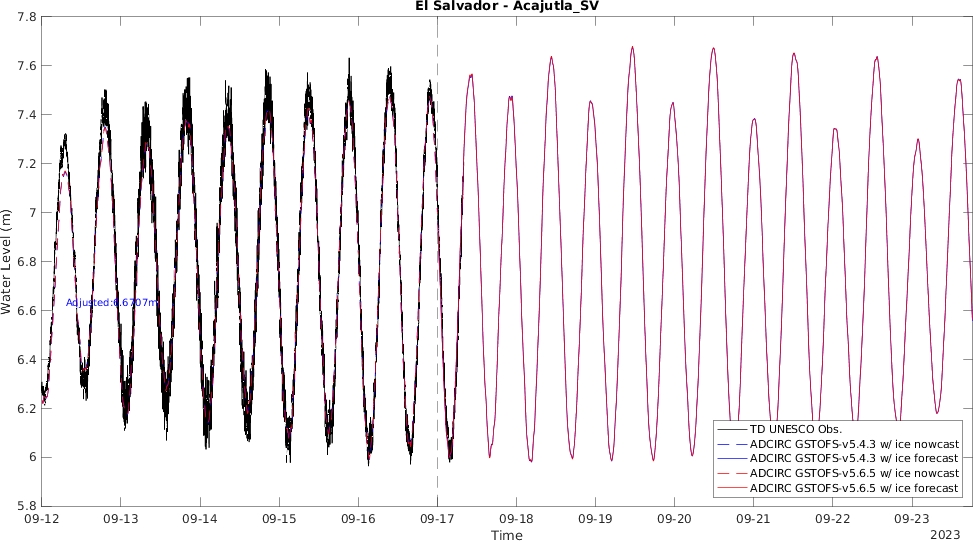 El Salvador - Acajutla_SV
7.8
7.6
7.4
7.2
7
6.8
6.6
6.4
6.2
6
5.8
Water Level (m)
Adjusted:6.6707m
TD UNESCO Obs.
ADCIRC GSTOFS-v5.4.3 w/ ice nowcast
ADCIRC GSTOFS-v5.4.3 w/ ice forecast
ADCIRC GSTOFS-v5.6.5 w/ ice nowcast
ADCIRC GSTOFS-v5.6.5 w/ ice forecast
09-12 09-13 09-14 09-15 09-16 09-17 09-18 09-19 09-20 09-21 09-22 09-23
Time
2023